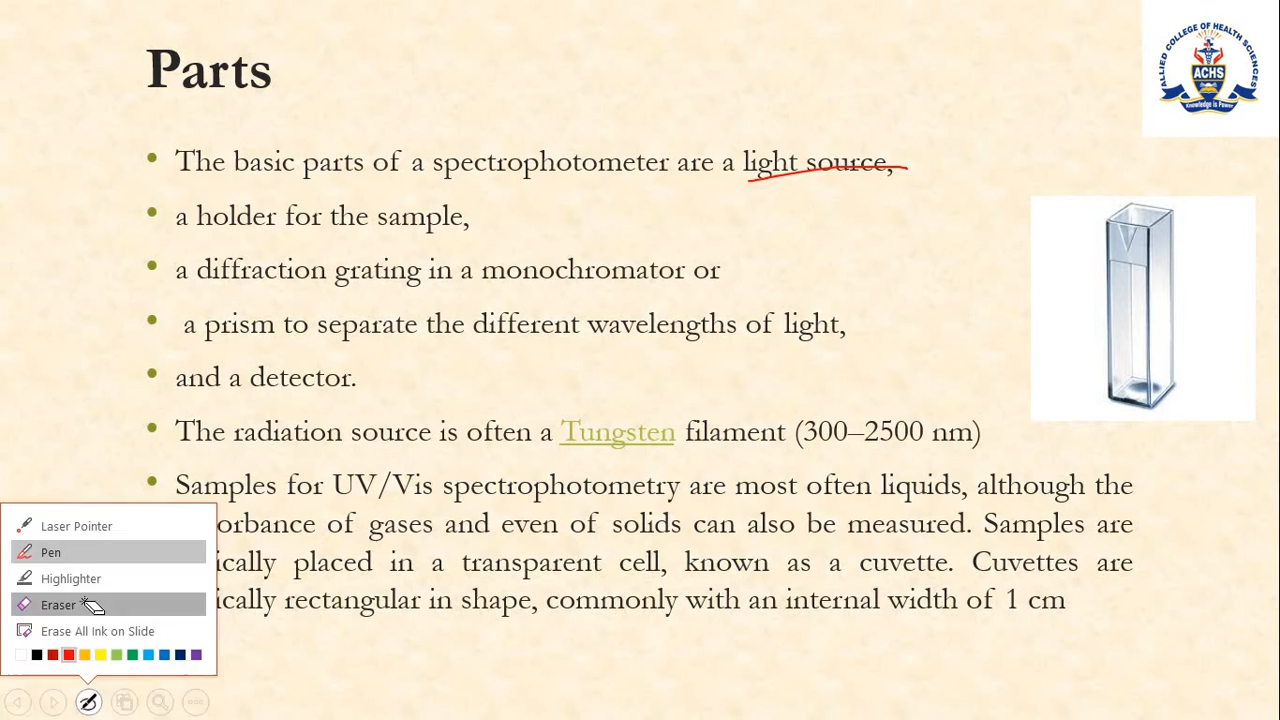 Parts
ALLIED COLLEGE OF HEALTH SCIENCES
ACHS
Knowledge is Power
• The basic parts of a spectrophotometer are a light source,
• a holder for the sample,
• a diffraction grating in a monochromator or
• a prism to separate the different wavelengths of light,
• and a detector.
• The radiation source is often a Tungsten filament (300–2500 nm)
• Samples for UV/Vis spectrophotometry are most often liquids, although the
orbance of gases and even of solids can also be measured. Samples are
ically placed in a transparent cell, known as a cuvette. Cuvettes are
ically rectangular in shape, commonly with an internal width of 1 cm
Laser Pointer
Pen
Highlighter
Eraser
Erase All Ink on Slide